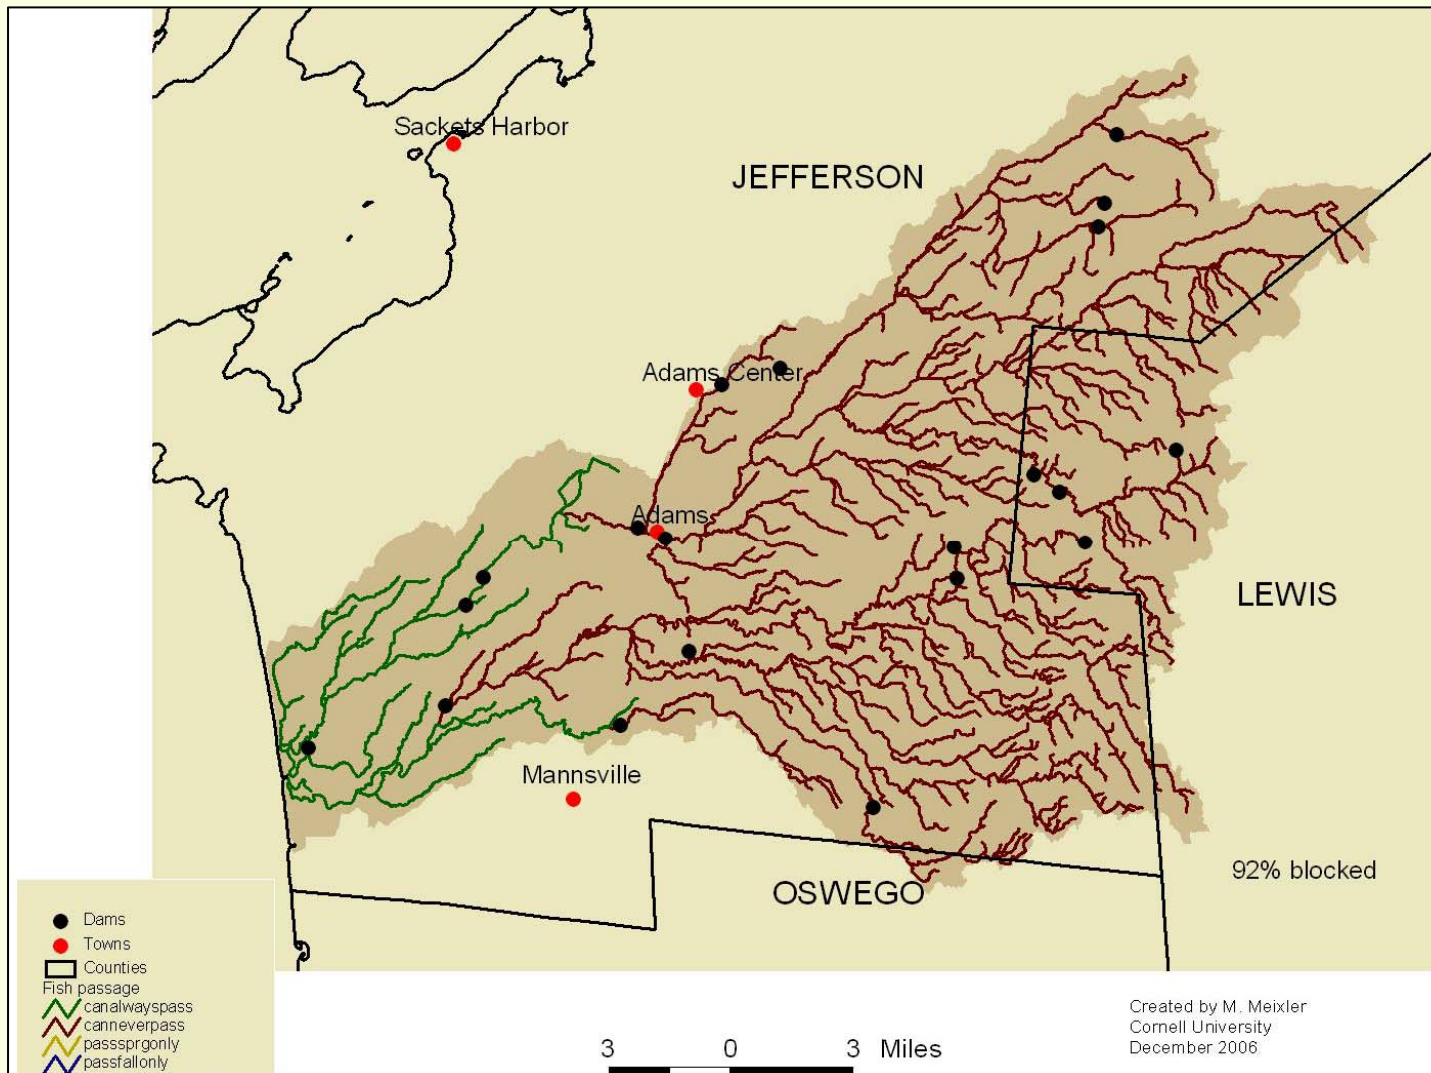 Sackets Harbor
JEFFERSON
Adams Center
Adams
LEWIS
Mannsville
92% blocked
OSWEGO
Dams
Towns
Counties
Fish passage
canalwayspass
canneverpass
passsprgonly
passfallonly
3 0 3 Miles
Created by M. Meixler
Cornell University
December 2006